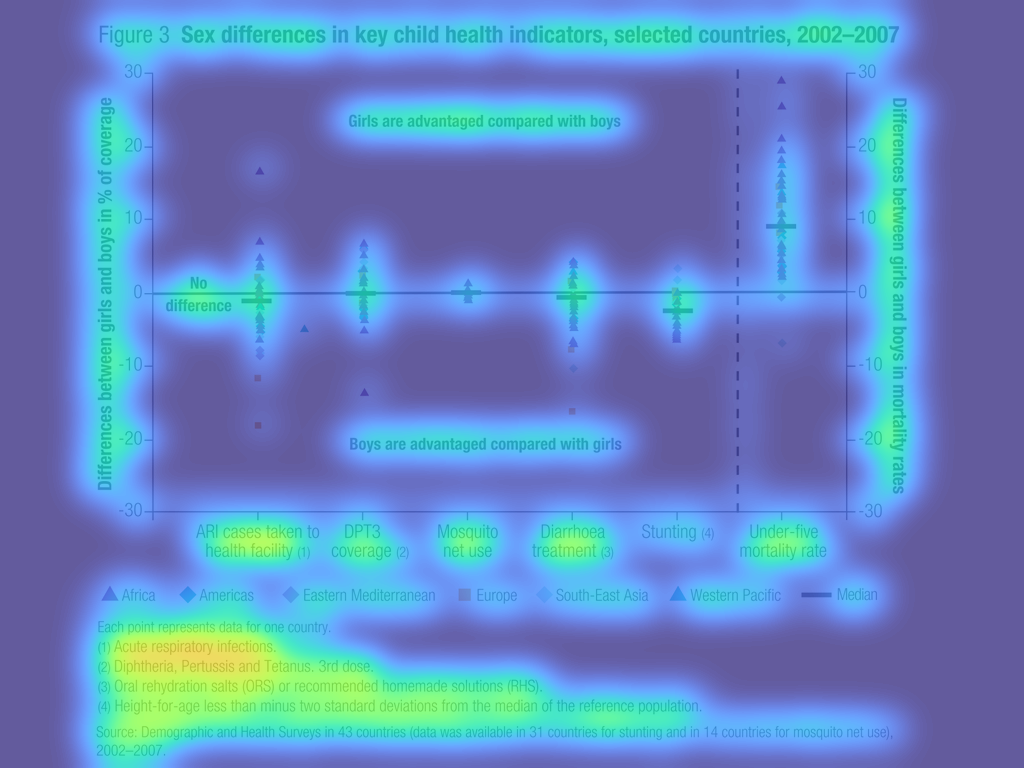 Figure 3 Sex differences in key child health indicators, selected countries, 2002–2007
30
20
10
0
-10
-20
-30
Differences between girls and boys in % of coverage
Girls are advantaged compared with boys
No
difference
Boys are advantaged compared with girls
30
20
10
0
-10
-20
-30
Differences between girls and boys in mortality rates
ARI cases taken to
health facility (1)
DPT3
coverage (2)
Mosquito
net use
Diarrhoea
treatment (3)
Stunting (4)
Under-five
mortality rate
Africa Americas Eastern Mediterranean Europe South-East Asia Western Pacific Median
Each point represents data for one country.
(1) Acute respiratory infections.
(2) Diphtheria, Pertussis and Tetanus. 3rd dose.
(3) Oral rehydration salts (ORS) or recommended homemade solutions (RHS).
(4) Height-for-age less than minus two standard deviations from the median of the reference population.
Source: Demographic and Health Surveys in 43 countries (data was available in 31 countries for stunting and in 14 countries for mosquito net use),
2002–2007.